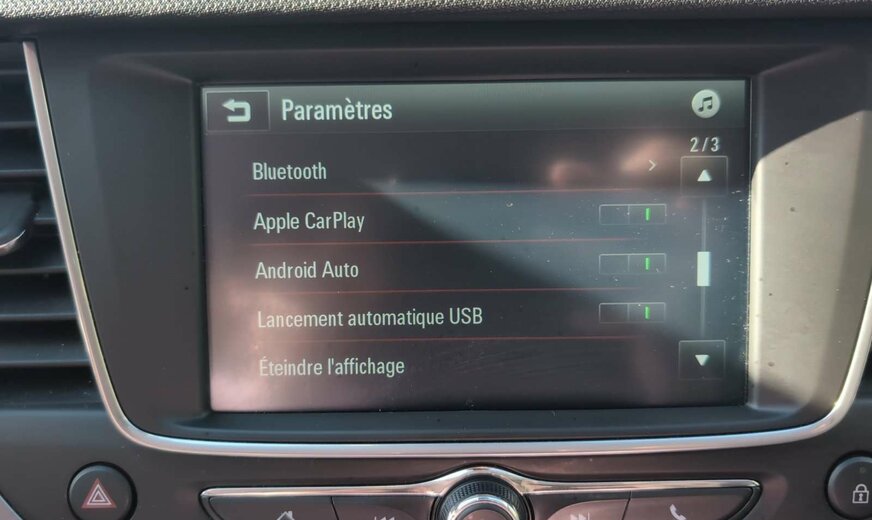 Paramètres
2/3
Bluetooth
Apple CarPlay
Android Auto
Lancement automatique USB
Éteindre l'affichage